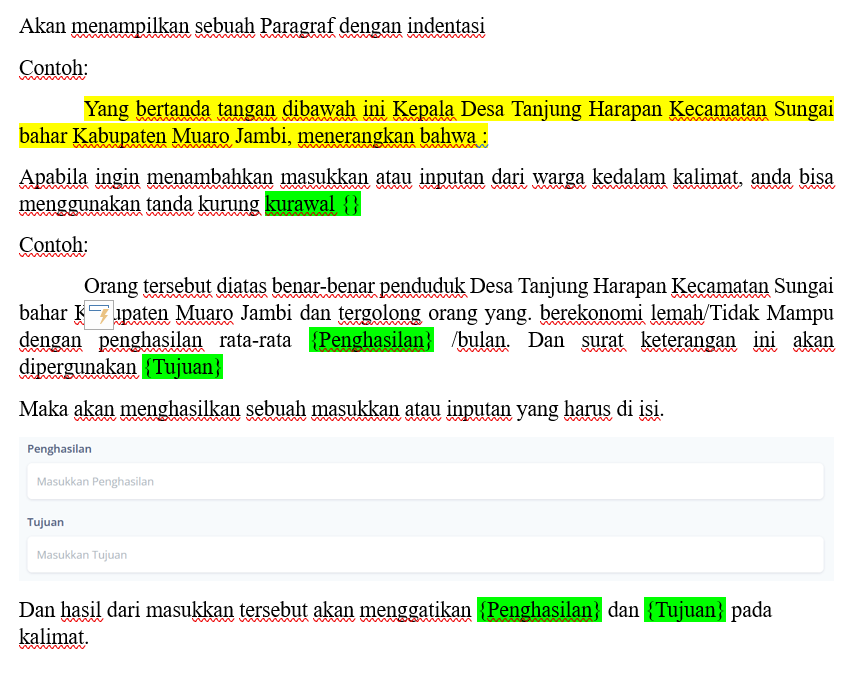 Akan menampilkan sebuah Paragraf dengan indentasi
Contoh:
Yang bertanda tangan dibawah ini Kepala Desa Tanjung Harapan Kecamatan Sungai
bahar Kabupaten Muaro Jambi, menerangkan bahwa :
Apabila ingin menambahkan masukkan atau inputan dari warga kedalam kalimat, anda bisa
menggunakan tanda kurung kurawal {}
Contoh:
Orang tersebut diatas benar-benar penduduk Desa Tanjung Harapan Kecamatan Sungai
bahar Muaro Jambi dan tergolong orang yang. berekonomi lemah/Tidak Mampu
dengan penghasilan rata-rata {Penghasilan} /bulan. Dan surat keterangan ini akan
dipergunakan {Tujuan}
Maka akan menghasilkan sebuah masukkan atau inputan yang harus di isi.
Penghasilan
Masukkan Penghasilan
Tujuan
Masukkan Tujuan
Dan hasil dari masukkan tersebut akan menggatikan {Penghasilan} dan {Tujuan} pada
kalimat.